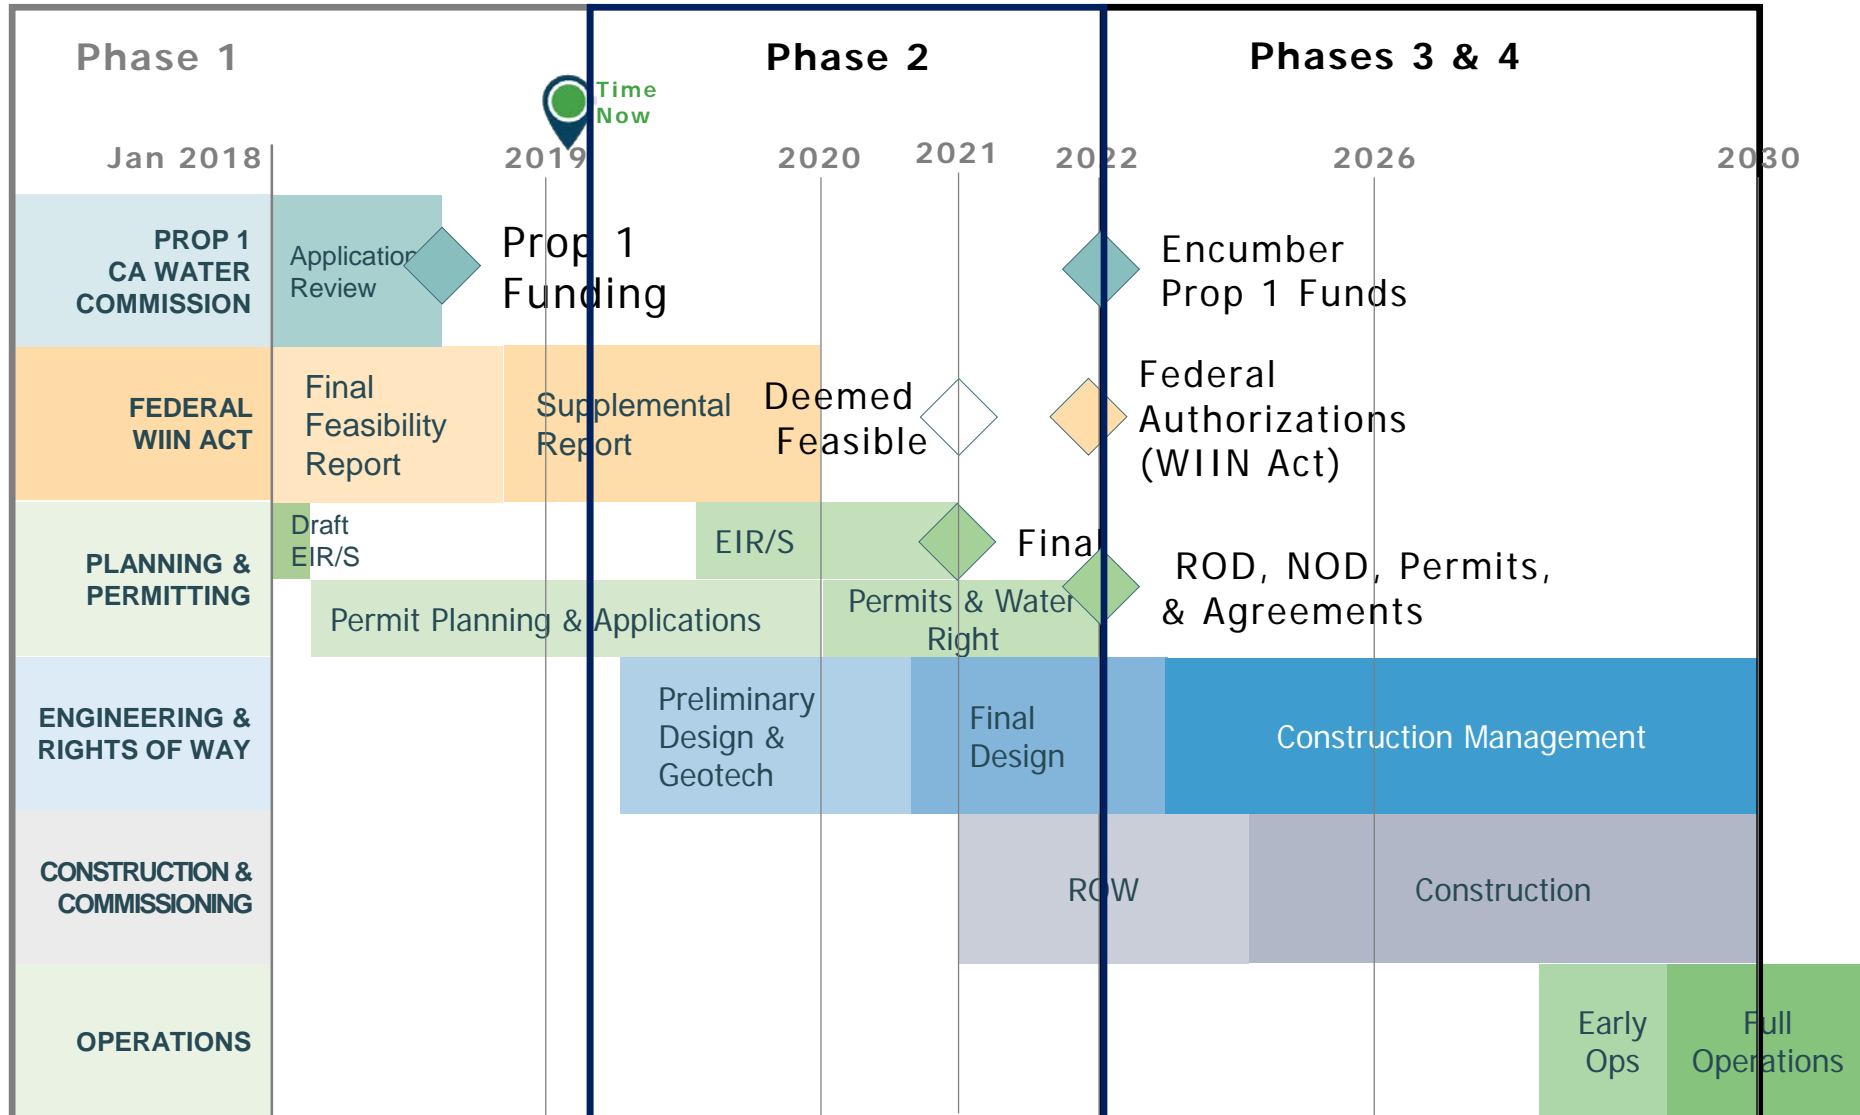 Phase 1
Phase 2
Phases 3 & 4
Time
Now
Jan 2018
2019
2020
2021
2022
2026
2030
PROP 1
CA WATER
COMMISSION
Application
Review
Prop 1
Funding
Encumber
Prop 1 Funds
FEDERAL
WIIN ACT
Final
Feasibility
Report
Supplemental
Report
Deemed
Feasible
Federal
Authorizations
(WIIN Act)
PLANNING &
PERMITTING
Draft
EIR/S
EIR/S
Final
Permit Planning & Applications
Permits & Water
Right
ROD, NOD, Permits,
& Agreements
ENGINEERING &
RIGHTS OF WAY
Preliminary
Design &
Geotech
Final
Design
Construction Management
CONSTRUCTION &
COMMISSIONING
ROW
Construction
OPERATIONS
Early
Ops
Full
Operations